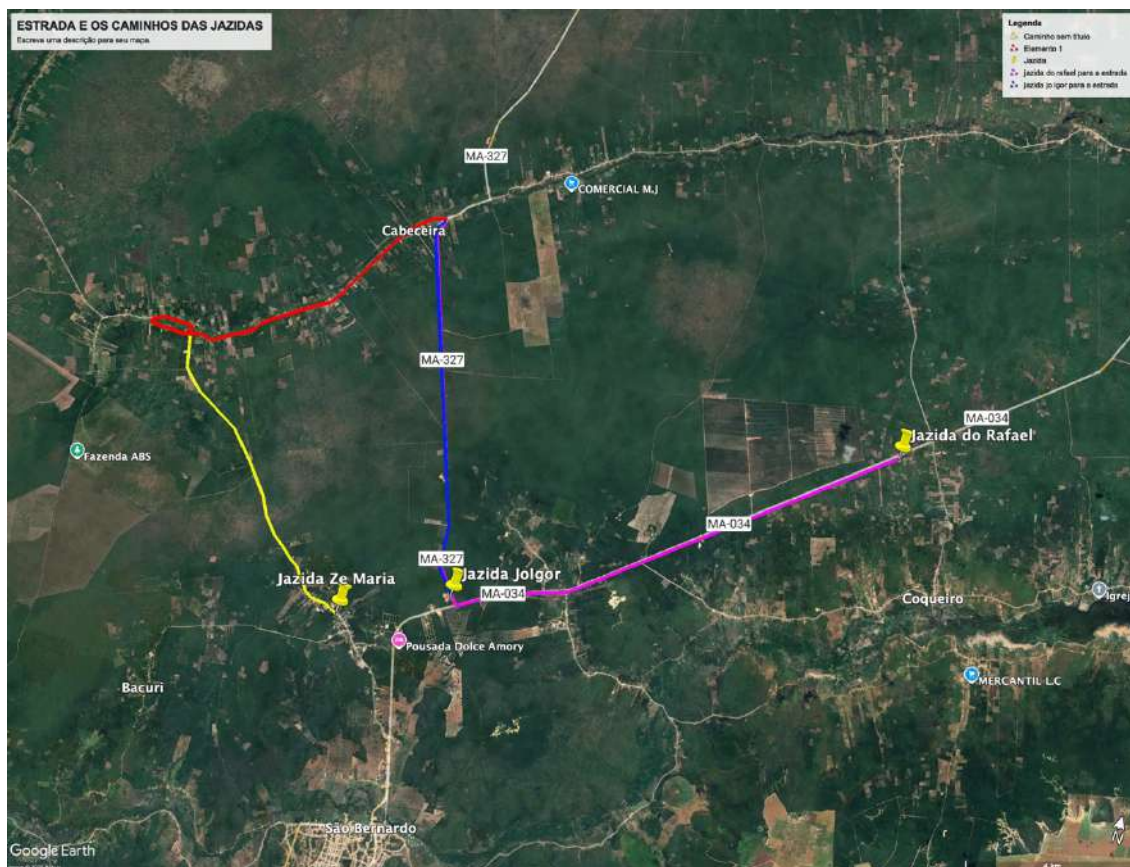 ESTRADA E OS CAMINHOS DAS JAZIDAS
Escreva uma descrição para seu mapa.
Legenda
Caminho sem título
Elemento 1
Jazida
jazida do rafael para a estrada
jazida jo igor para a estrada
MA-327
COMERCIAL M.J
Cabeceira
MA-327
Fazenda ABS
MA-034
Jazida do Rafael
MA-034
MA-327
Jazida Ze Maria
Jazida JoIgor
MA-034
Coqueiro
Igrej
Pousada Dolce Amory
MERCANTIL L.C
Bacuri
São Bernardo
Google Earth
N